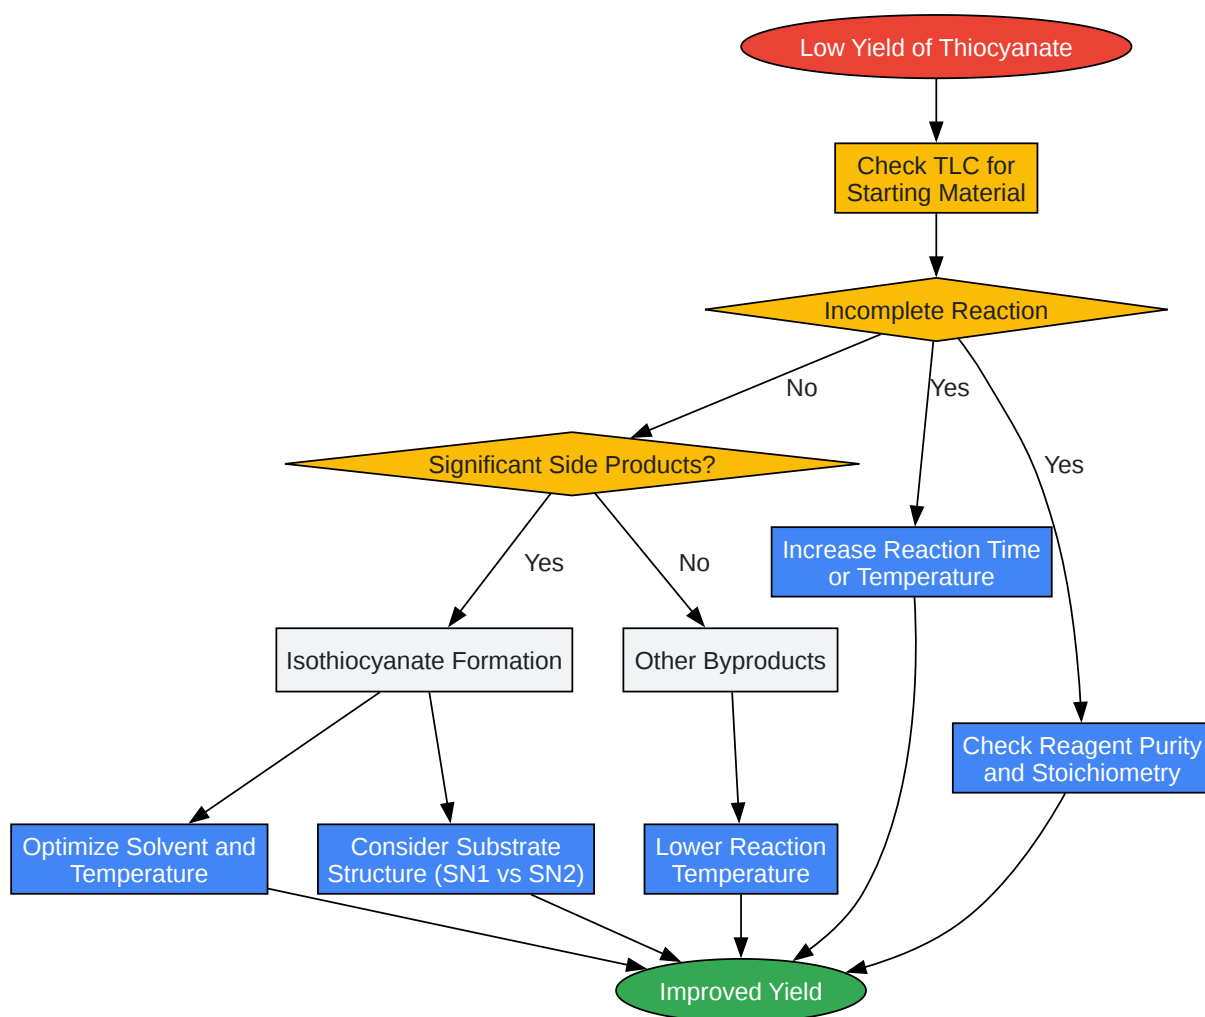 Low Yield of Thiocyanate
Check TLC for
Starting Material
Incomplete Reaction
No
Yes
Yes
Significant Side Products?
Yes
No
Increase Reaction Time
or Temperature
Isothiocyanate Formation
Other Byproducts
Check Reagent Purity
and Stoichiometry
Optimize Solvent and
Temperature
Consider Substrate
Structure (SN1 vs SN2)
Lower Reaction
Temperature
Improved Yield